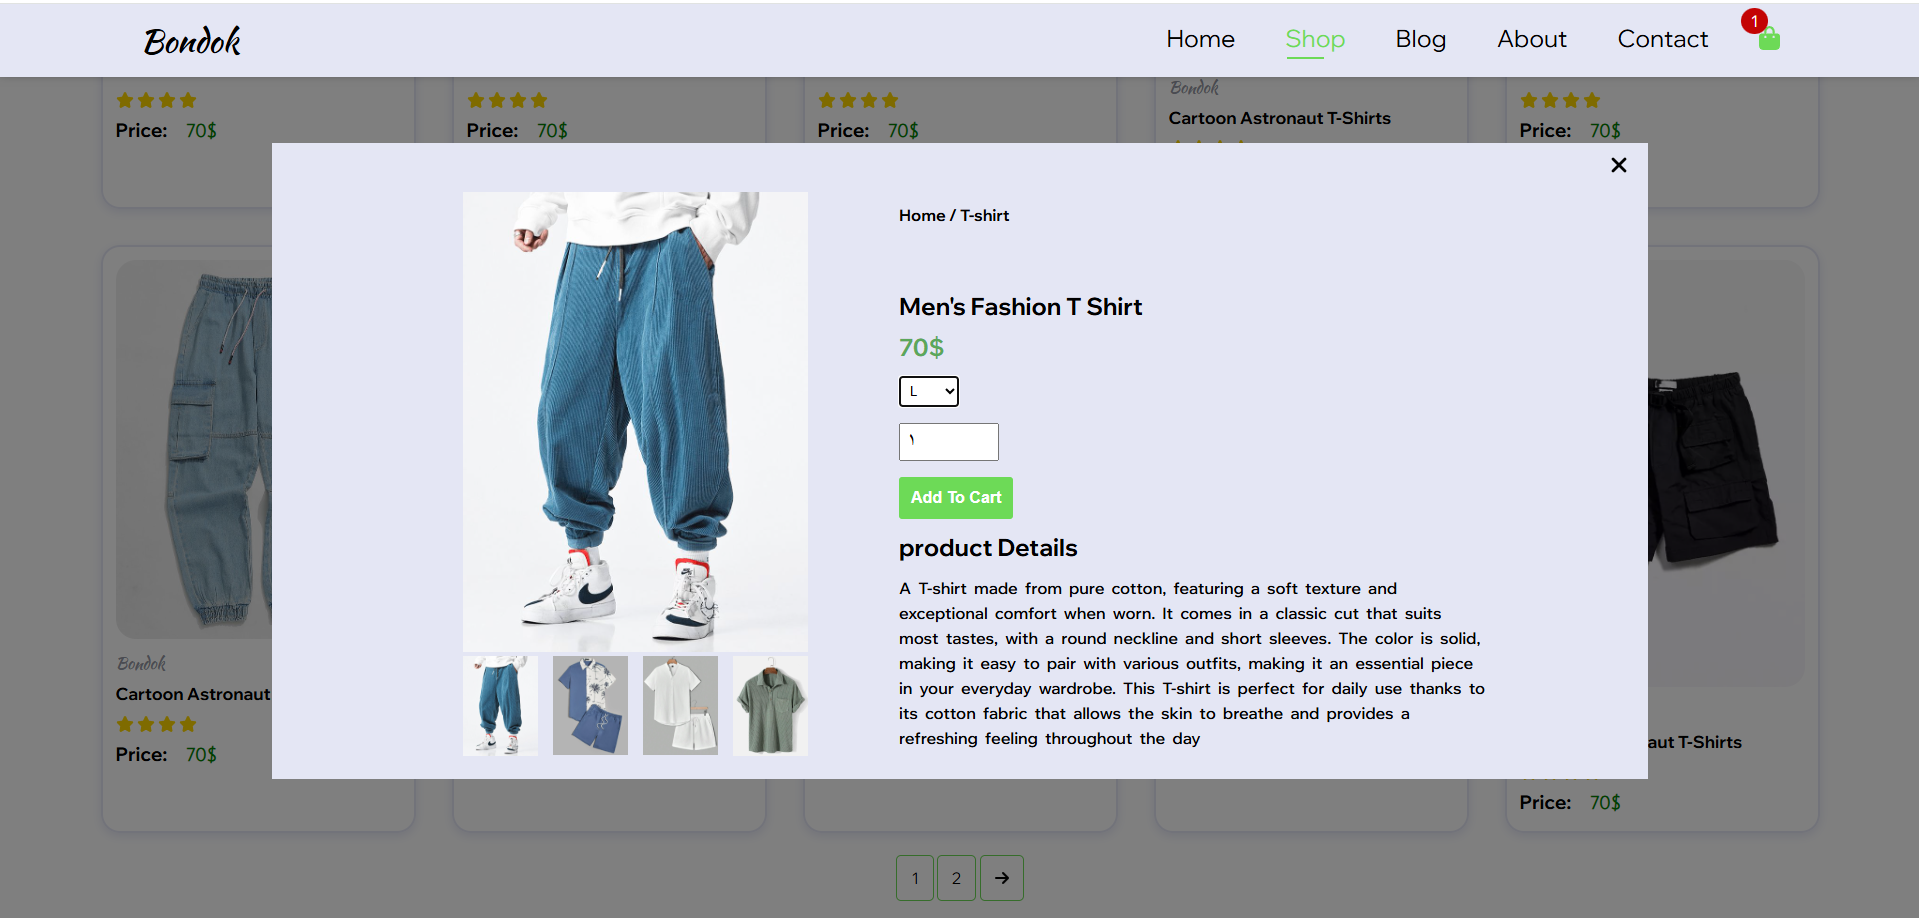 Bondok
Home Shop Blog About Contact 1
Bondok
Cartoon Astronaut T-Shirts
Price: 70$
Price: 70$
Price: 70$
Price: 70$
Home / T-shirt
Men's Fashion T Shirt
70$
L
١
Add To Cart
product Details
A T-shirt made from pure cotton, featuring a soft texture and
exceptional comfort when worn. It comes in a classic cut that suits
most tastes, with a round neckline and short sleeves. The color is solid,
making it easy to pair with various outfits, making it an essential piece
in your everyday wardrobe. This T-shirt is perfect for daily use thanks to
its cotton fabric that allows the skin to breathe and provides a
refreshing feeling throughout the day
Bondok
Cartoon Astronaut
Price: 70$
aut T-Shirts
Price: 70$
1 2